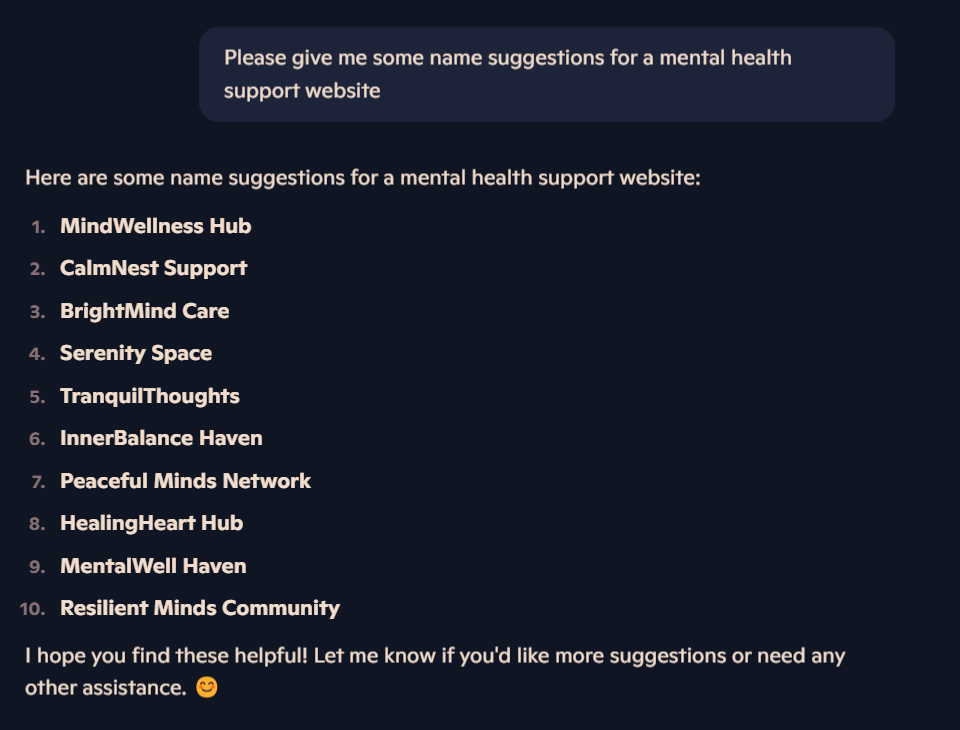 Please give me some name suggestions for a mental health
support website
Here are some name suggestions for a mental health support website:
1. MindWellness Hub
2. CalmNest Support
3. BrightMind Care
4. Serenity Space
5. TranquilThoughts
6. InnerBalance Haven
7. Peaceful Minds Network
8. HealingHeart Hub
9. MentalWell Haven
10. Resilient Minds Community
I hope you find these helpful! Let me know if you'd like more suggestions or need any
other assistance. 😊